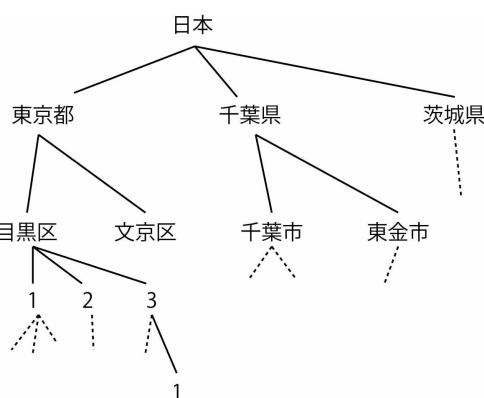 日本
東京都 千葉県 茨城県
目黒区 文京区 千葉市 東金市
1 2 3
1